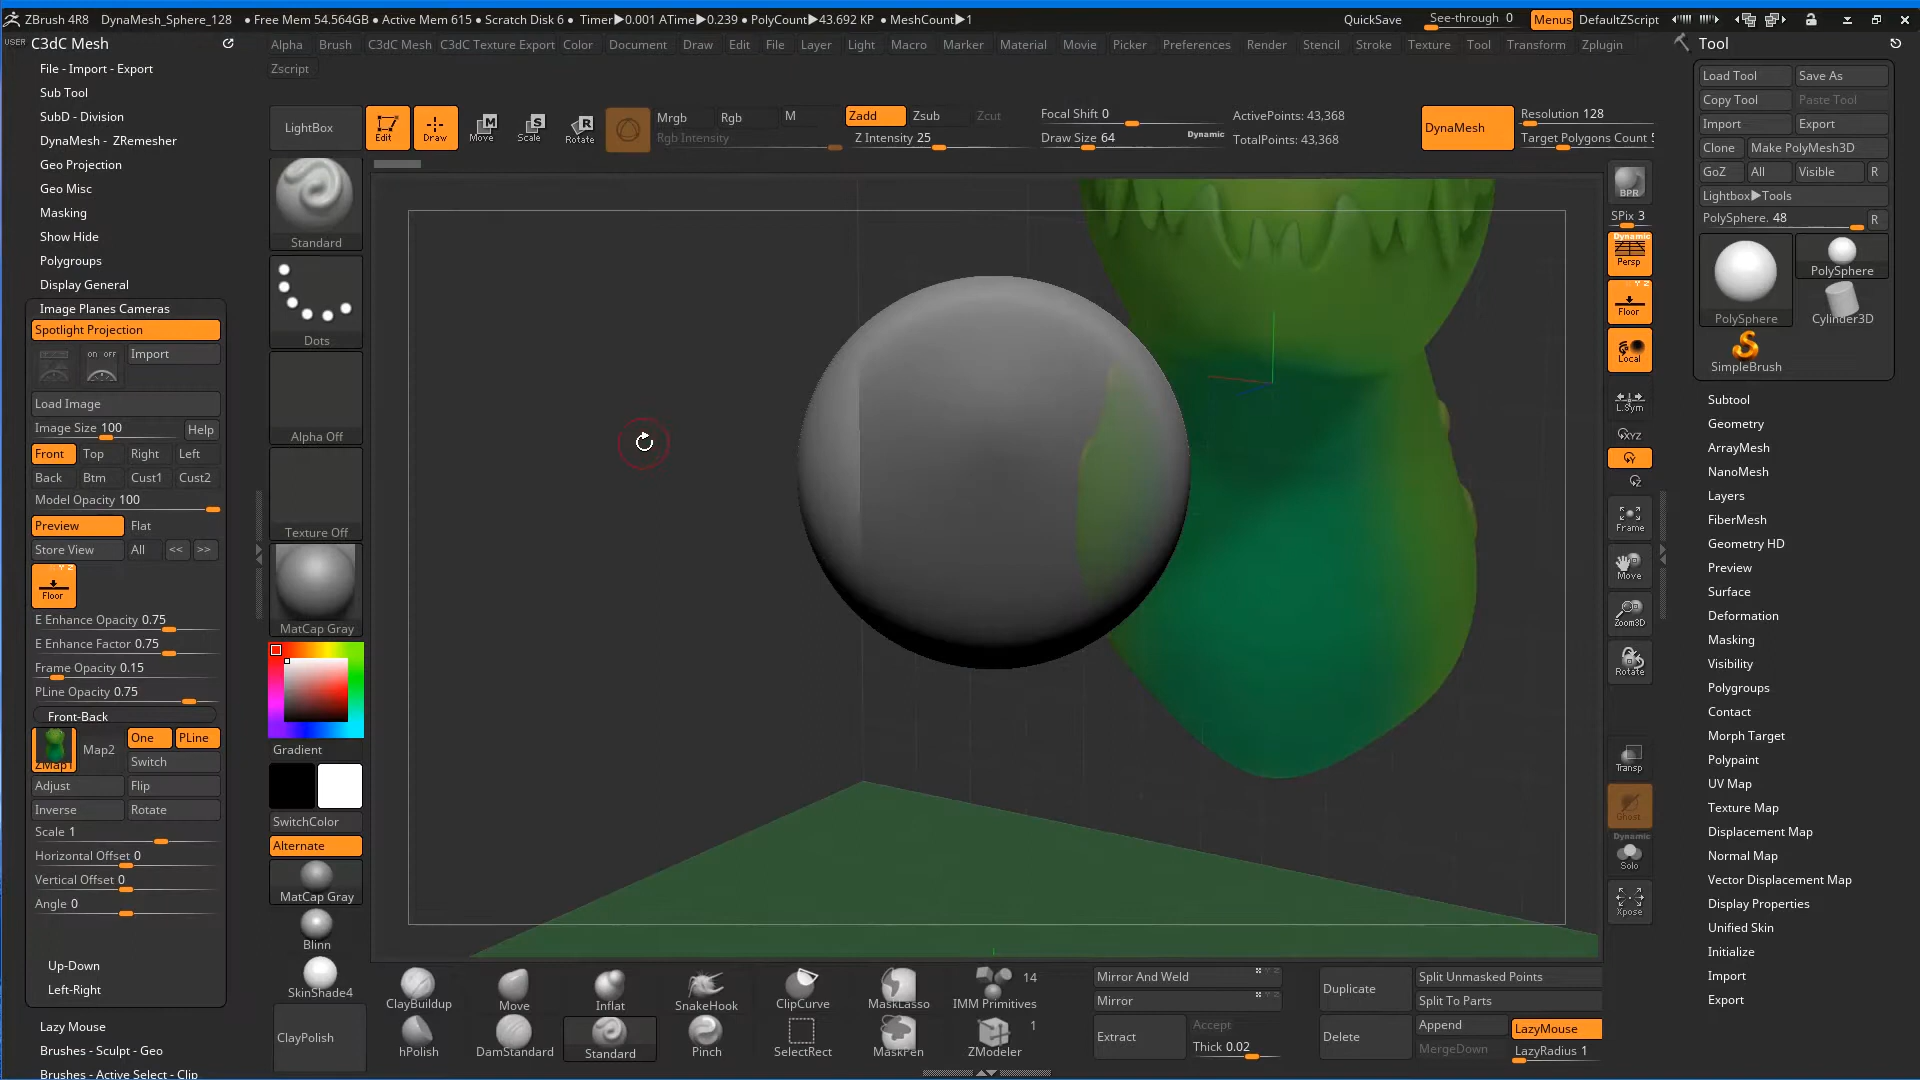 ZBrush 4R8 DynaMesh_Sphere_128 ● Free Mem 54.564GB ● Active Mem 615 ● Scratch Disk 6 ● Timer▶0.001 ATime▶0.239 ● PolyCount▶43.692 KP ● MeshCount▶1 QuickSave See-through 0 Menus DefaultZScript
USER C3dC Mesh
Alpha Brush C3dC Mesh C3dC Texture Export Color Document Draw Edit File Layer Light Macro Marker Material Movie Picker Preferences Render Stencil Stroke Texture Tool Transform Zplugin
Zscript
File - Import - Export
Sub Tool
SubD - Division
DynaMesh - ZRemesher
Geo Projection
Geo Misc
Masking
Show Hide
Polygroups
Display General
Image Planes Cameras
Spotlight Projection
ON OFF Import
Load Image
Image Size 100 Help
Front Top Right Left
Back Btm Cust1 Cust2
Model Opacity 100
Preview Flat
Store View All << >>
Floor
E Enhance Opacity 0.75
E Enhance Factor 0.75
Frame Opacity 0.15
PLine Opacity 0.75
Front-Back
ZMap1 Map2 One PLine
Switch
Adjust Flip
Inverse Rotate
Scale 1
Horizontal Offset 0
Vertical Offset 0
Angle 0
Up-Down
Left-Right
Lazy Mouse
Brushes - Sculpt - Geo
Brushes - Active Select - Clip
LightBox
Edit Draw Move Scale Rotate
Mrgb Rgb M
Rgb Intensity
Zadd Zsub Zcut
Z Intensity 25
Focal Shift 0
Draw Size 64 Dynamic
ActivePoints: 43,368
TotalPoints: 43,368
DynaMesh
Resolution 128
Target Polygons Count 5
Standard
Dots
Alpha Off
Texture Off
MatCap Gray
Gradient
SwitchColor
Alternate
MatCap Gray
Blinn
SkinShade4
ClayPolish
BPR
SPix 3
Dynamic
Persp
Floor
Local
L.Sym
XYZ
Y
Z
Frame
Move
Zoom3D
Rotate
Transp
Ghost
Dynamic
Solo
Xpose
ClayBuildup Move Inflat SnakeHook ClipCurve MaskLasso IMM Primitives 14
hPolish DamStandard Standard Pinch SelectRect MaskPen ZModeler 1
Mirror And Weld
Mirror
Extract Accept
Thick 0.02
Duplicate
Delete
Split Unmasked Points
Split To Parts
Append LazyMouse
MergeDown LazyRadius 1
Tool
Load Tool Save As
Copy Tool Paste Tool
Import Export
Clone Make PolyMesh3D
GoZ All Visible R
Lightbox▶Tools
PolySphere. 48 R
PolySphere PolySphere
Cylinder3D
SimpleBrush
Subtool
Geometry
ArrayMesh
NanoMesh
Layers
FiberMesh
Geometry HD
Preview
Surface
Deformation
Masking
Visibility
Polygroups
Contact
Morph Target
Polypaint
UV Map
Texture Map
Displacement Map
Normal Map
Vector Displacement Map
Display Properties
Unified Skin
Initialize
Import
Export